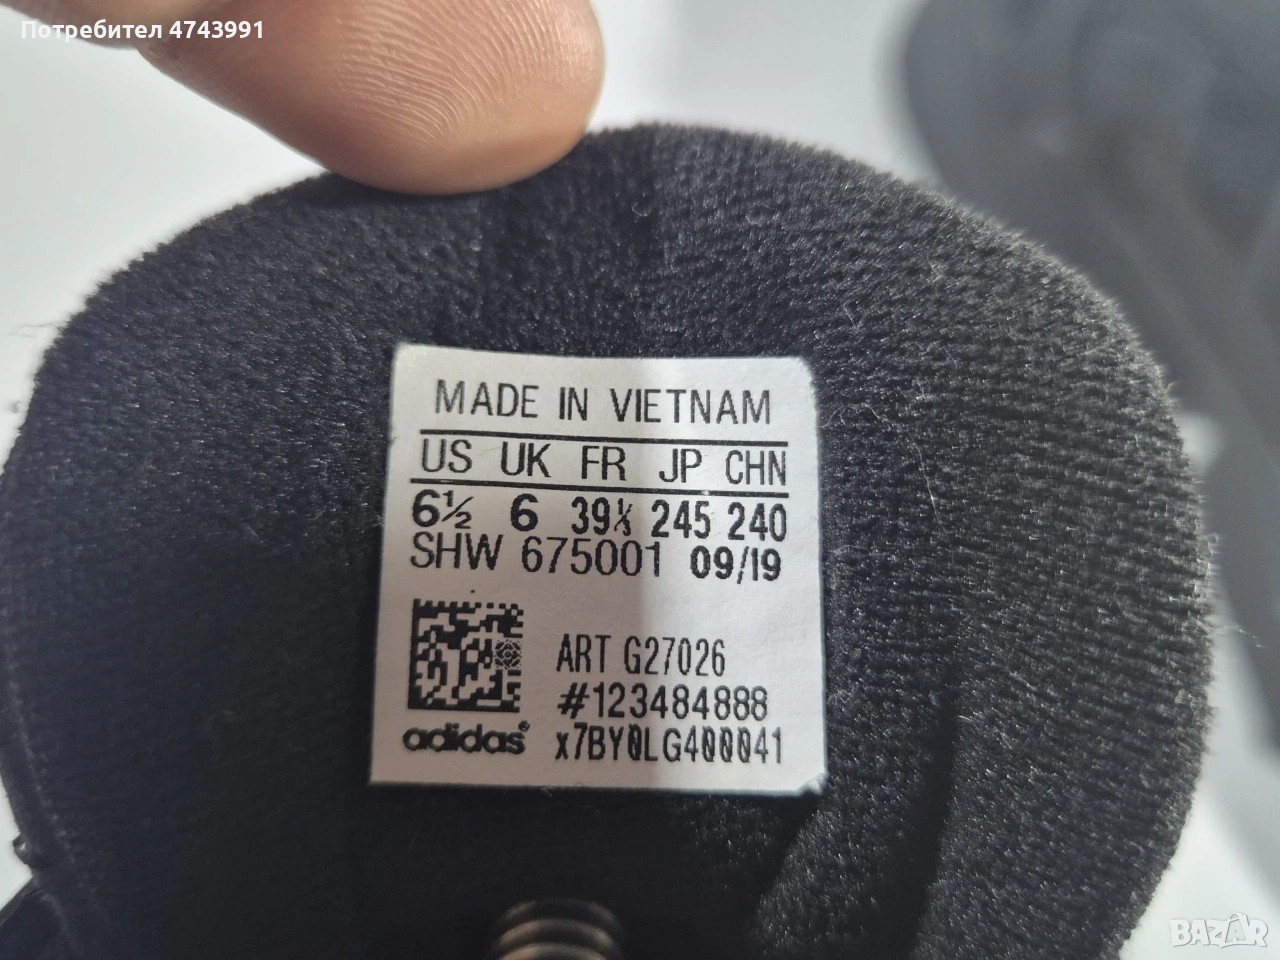 Потребител 4743991
MADE IN VIETNAM
US UK FR JP CHN
6½ 6 39⅓ 245 240
SHW 675001 09/19
ART G27026
#123484888
adidas® x7BY0LG400041
BAZAR